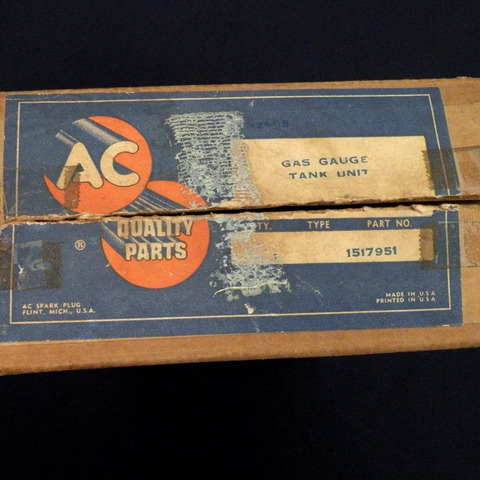 AC
GAS GAUGE
TANK UNIT
QUALITY
PARTS
TY. TYPE PART NO.
1517951
®
AC SPARK PLUG
FLINT, MICH., U.S.A.
MADE IN U.S.A
PRINTED IN U.S.A